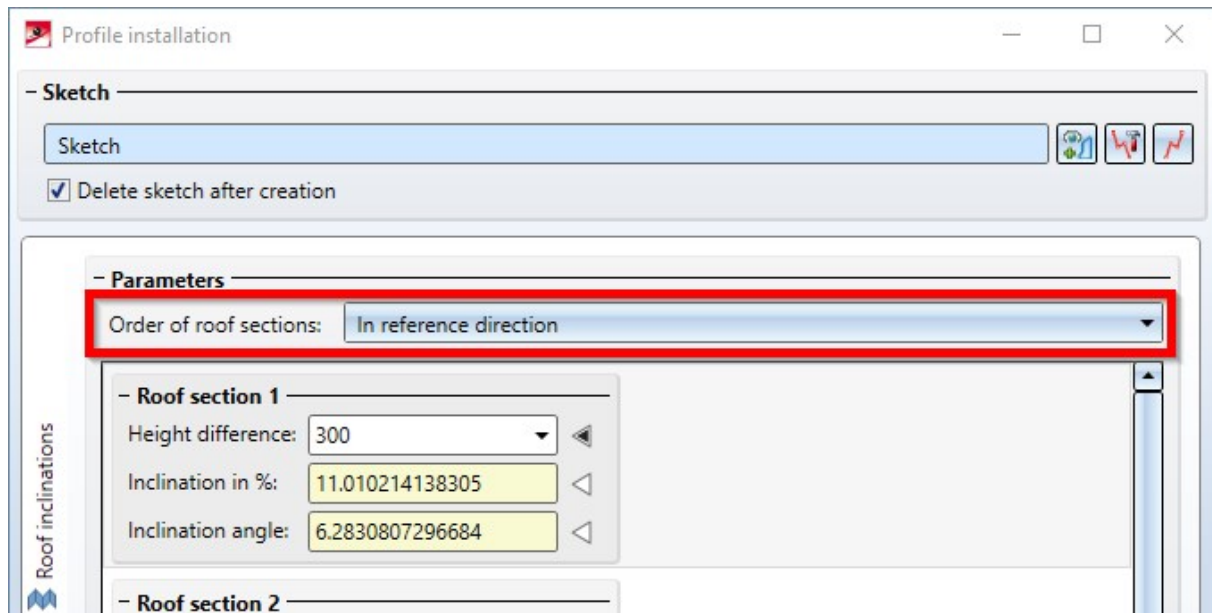 Profile installation
Sketch
Sketch
Delete sketch after creation
Parameters
Order of roof sections: In reference direction
Roof section 1
Height difference: 300
Inclination in %: 11.010214138305
Inclination angle: 6.2830807296684
Roof inclinations
Roof section 2